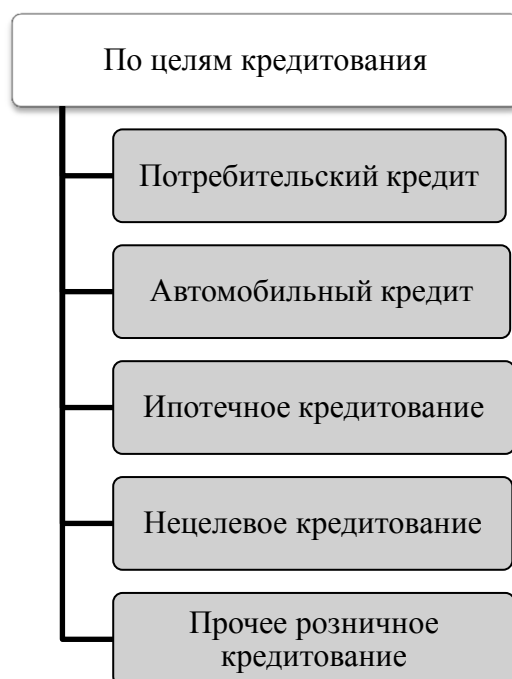 По целям кредитования
Потребительский кредит
Автомобильный кредит
Ипотечное кредитование
Нецелевое кредитование
Прочее розничное
кредитование